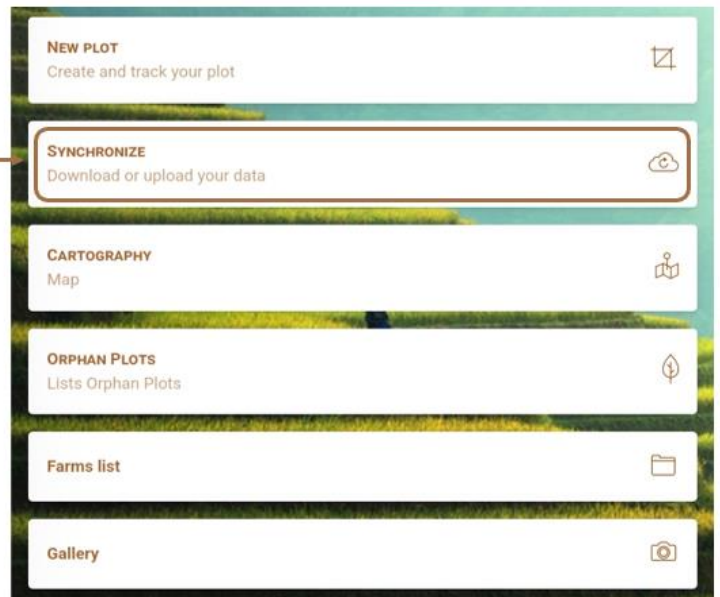 NEW PLOT
Create and track your plot
SYNCHRONIZE
Download or upload your data
CARTOGRAPHY
Map
ORPHAN PLOTS
Lists Orphan Plots
Farms list
Gallery